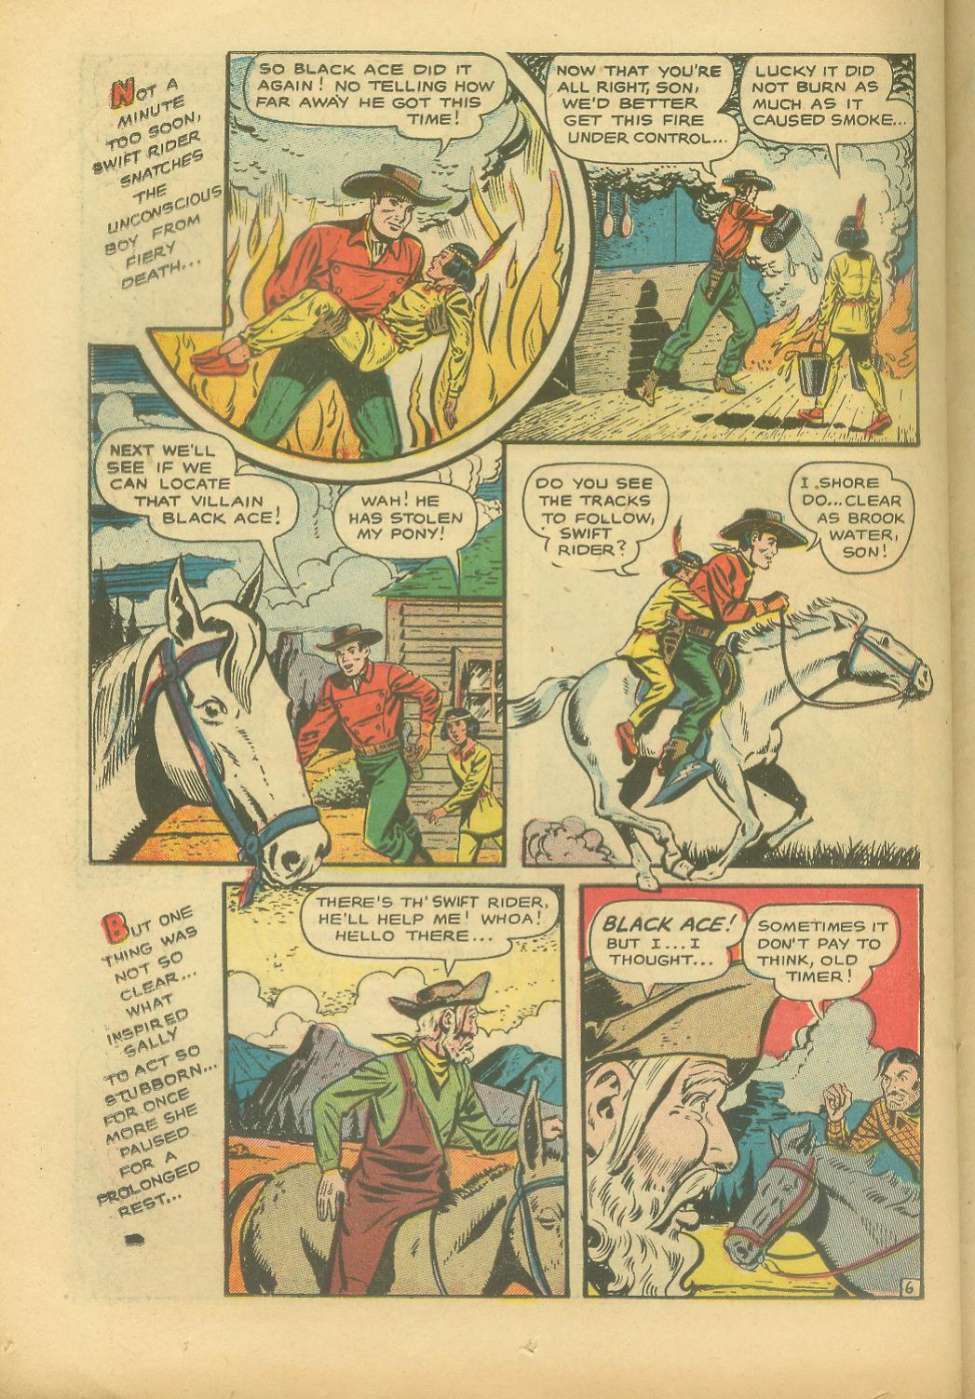 NOT A
MINUTE
TOO SOON,
SWIFT RIDER
SNATCHES
THE
UNCONSCIOUS
BOY FROM
FIERY
DEATH...
SO BLACK ACE DID IT
AGAIN! NO TELLING HOW
FAR AWAY HE GOT THIS
TIME!
NOW THAT YOU'RE
ALL RIGHT, SON,
WE'D BETTER
GET THIS FIRE
UNDER CONTROL...
LUCKY IT DID
NOT BURN AS
MUCH AS IT
CAUSED SMOKE...
NEXT WE'LL
SEE IF WE
CAN LOCATE
THAT VILLAIN
BLACK ACE!
WAH! HE
HAS STOLEN
MY PONY!
DO YOU SEE
THE TRACKS
TO FOLLOW,
SWIFT
RIDER?
I SHORE
DO...CLEAR
AS BROOK
WATER,
SON!
BUT ONE
THING WAS
NOT SO
CLEAR...
WHAT
INSPIRED
SALLY
TO ACT SO
STUBBORN...
FOR ONCE
MORE SHE
PAUSED
FOR A
PROLONGED
REST...
THERE'S TH' SWIFT RIDER,
HE'LL HELP ME! WHOA!
HELLO THERE...
BLACK ACE!
BUT I...I
THOUGHT...
SOMETIMES IT
DON'T PAY TO
THINK, OLD
TIMER!
6